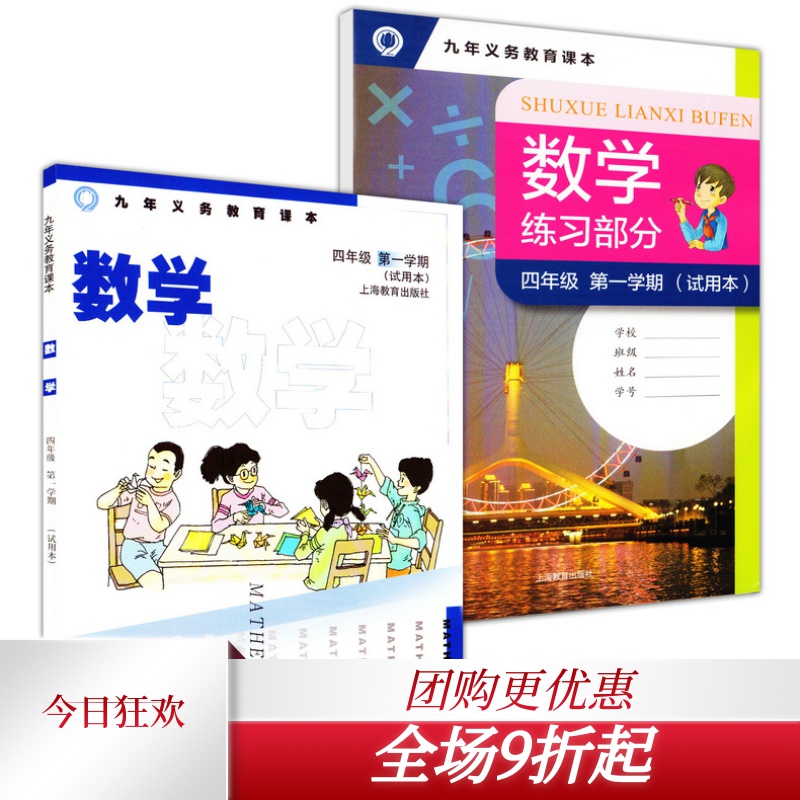 九年义务教育课本
SHUXUE LIANXI BUFEN
数学
练习部分
四年级 第一学期(试用本)
学校
班级
姓名
学号
上海教育出版社
九年义务教育课本
数学
四年级 第一学期
(试用本)
上海教育出版社
数学
九年义务教育课本
数学
四年级 第一学期
(试用本)
MATHE
MATH
MATH
MATH
今日狂欢
团购更优惠
全场9折起